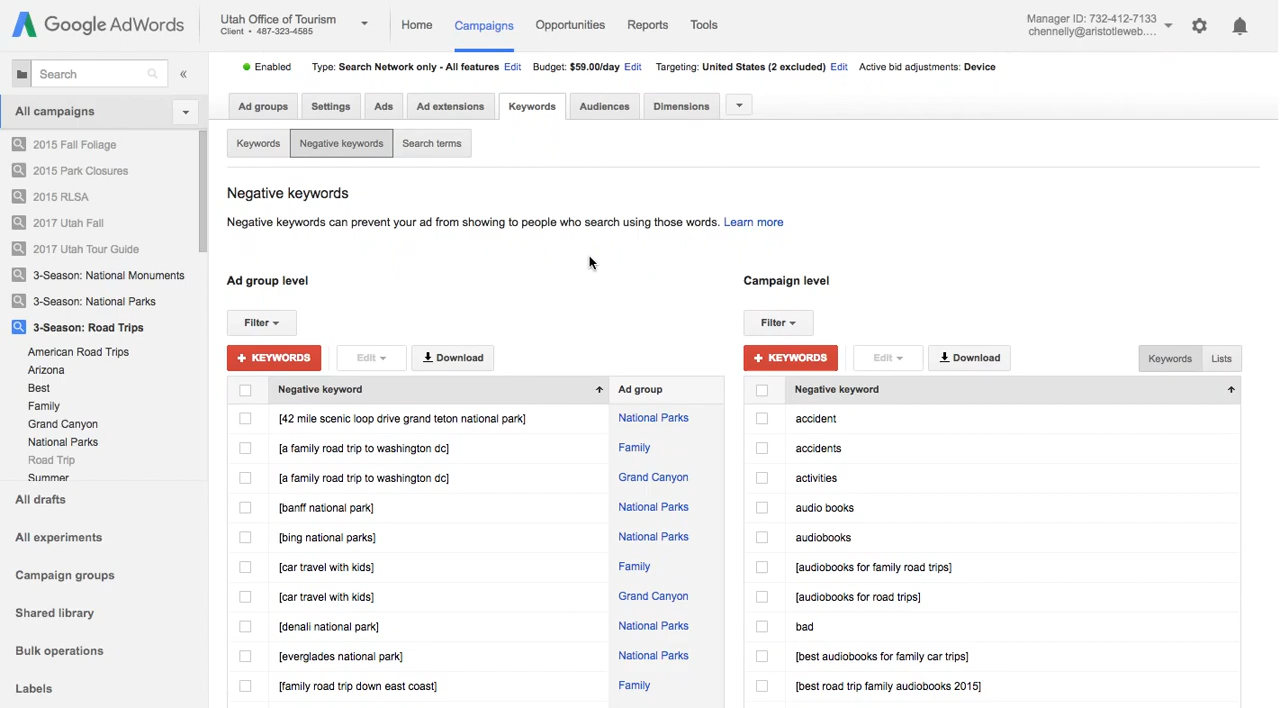 Google AdWords
Utah Office of Tourism
Client • 487-323-4585
Home Campaigns Opportunities Reports Tools
Manager ID: 732-412-7133
chennelly@aristotleweb....
Search «
Enabled Type: Search Network only - All features Edit Budget: $59.00/day Edit Targeting: United States (2 excluded) Edit Active bid adjustments: Device
All campaigns
2015 Fall Foliage
2015 Park Closures
2015 RLSA
2017 Utah Fall
2017 Utah Tour Guide
3-Season: National Monuments
3-Season: National Parks
3-Season: Road Trips
American Road Trips
Arizona
Best
Family
Grand Canyon
National Parks
Road Trip
Summer
All drafts
All experiments
Campaign groups
Shared library
Bulk operations
Labels
Ad groups Settings Ads Ad extensions Keywords Audiences Dimensions
Keywords Negative keywords Search terms
Negative keywords
Negative keywords can prevent your ad from showing to people who search using those words. Learn more
Ad group level
Filter
+ KEYWORDS Edit Download
Negative keyword Ad group
[42 mile scenic loop drive grand teton national park] National Parks
[a family road trip to washington dc] Family
[a family road trip to washington dc] Grand Canyon
[banff national park] National Parks
[bing national parks] National Parks
[car travel with kids] Family
[car travel with kids] Grand Canyon
[denali national park] National Parks
[everglades national park] National Parks
[family road trip down east coast] Family
Campaign level
Filter
+ KEYWORDS Edit Download Keywords Lists
Negative keyword
accident
accidents
activities
audio books
audiobooks
[audiobooks for family road trips]
[audiobooks for road trips]
bad
[best audiobooks for family car trips]
[best road trip family audiobooks 2015]